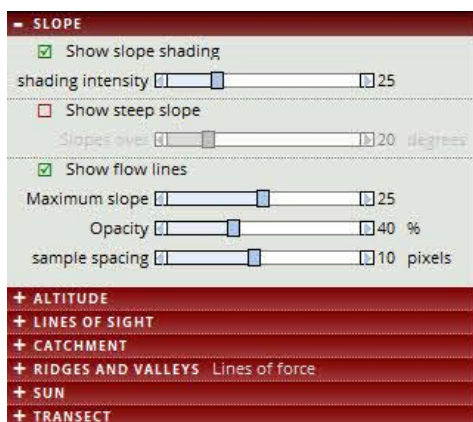 – SLOPE
Show slope shading
shading intensity 25
Show steep slope
Slopes over 20 degrees
Show flow lines
Maximum slope 25
Opacity 40 %
sample spacing 10 pixels
+ ALTITUDE
+ LINES OF SIGHT
+ CATCHMENT
+ RIDGES AND VALLEYS Lines of force
+ SUN
+ TRANSECT